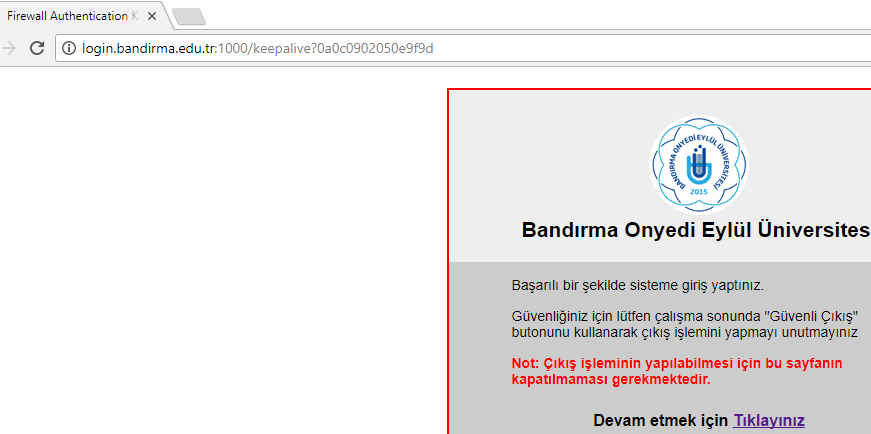 Firewall Authentication K
login.bandirma.edu.tr:1000/keepalive?0a0c0902050e9f9d
BANDIRMA ONYEDİ EYLÜL ÜNİVERSİTESİ
2015
Bandırma Onyedi Eylül Üniversites
Başarılı bir şekilde sisteme giriş yaptınız.
Güvenliğiniz için lütfen çalışma sonunda "Güvenli Çıkış"
butonunu kullanarak çıkış işlemini yapmayı unutmayınız
Not: Çıkış işleminin yapılabilmesi için bu sayfanın
kapatılmaması gerekmektedir.
Devam etmek için Tıklayınız